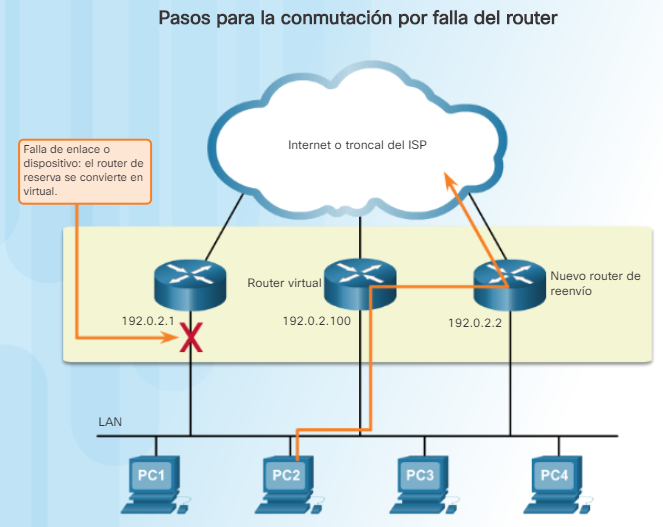 Pasos para la conmutación por falla del router
Internet o troncal del ISP
Falla de enlace o
dispositivo: el router de
reserva se convierte en
virtual.
Router virtual
Nuevo router de
reenvío
192.0.2.1
192.0.2.100
192.0.2.2
LAN
PC1
PC2
PC3
PC4